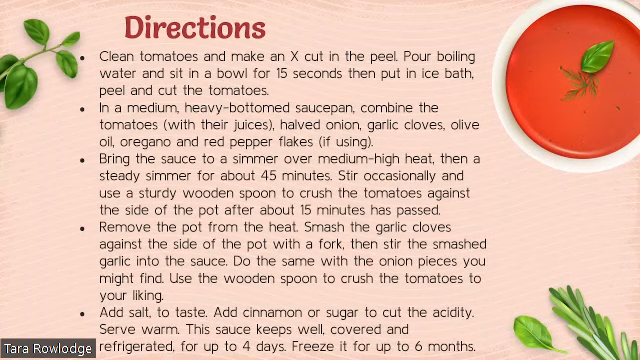 Directions
• Clean tomatoes and make an X cut in the peel. Pour boiling
water and sit in a bowl for 15 seconds then put in ice bath,
peel and cut the tomatoes.
• In a medium, heavy-bottomed saucepan, combine the
tomatoes (with their juices), halved onion, garlic cloves, olive
oil, oregano and red pepper flakes (if using).
• Bring the sauce to a simmer over medium-high heat, then a
steady simmer for about 45 minutes. Stir occasionally and
use a sturdy wooden spoon to crush the tomatoes against
the side of the pot after about 15 minutes has passed.
• Remove the pot from the heat. Smash the garlic cloves
against the side of the pot with a fork, then stir the smashed
garlic into the sauce. Do the same with the onion pieces you
might find. Use the wooden spoon to crush the tomatoes to
your liking.
• Add salt, to taste. Add cinnamon or sugar to cut the acidity.
Serve warm. This sauce keeps well, covered and
refrigerated, for up to 4 days. Freeze it for up to 6 months.
Tara Rowlodge